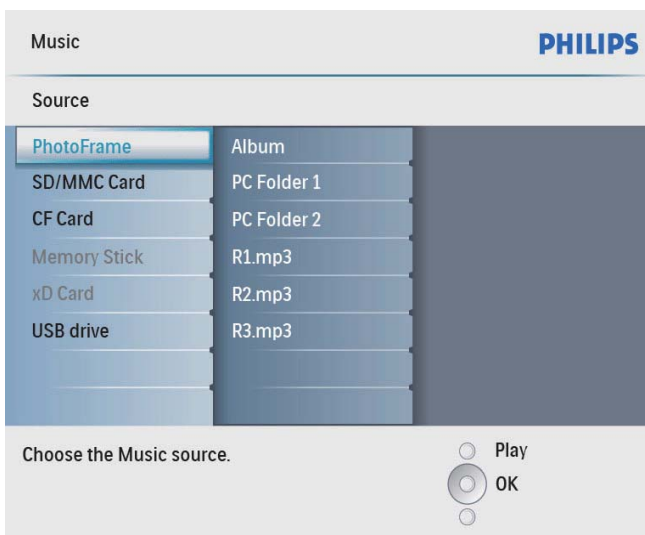 Music
PHILIPS
Source
PhotoFrame
SD/MMC Card
CF Card
Memory Stick
xD Card
USB drive
Album
PC Folder 1
PC Folder 2
R1.mp3
R2.mp3
R3.mp3
Choose the Music source.
Play
OK